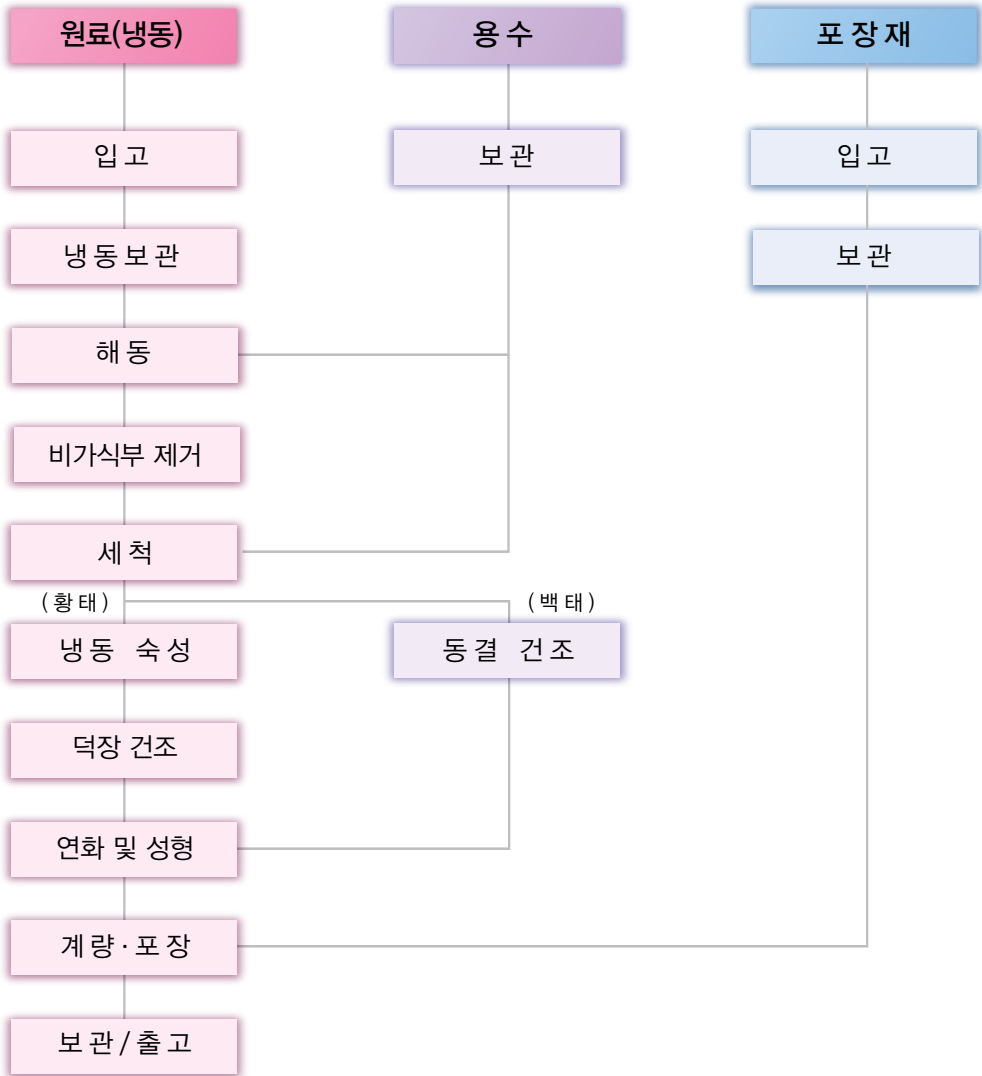 원료(냉동)
용수
포장재
입고
보관
입고
냉동보관
보관
해동
비가식부 제거
세척
(황태)
(백태)
냉동 숙성
동결 건조
덕장 건조
연화 및 성형
계량·포장
보관/출고